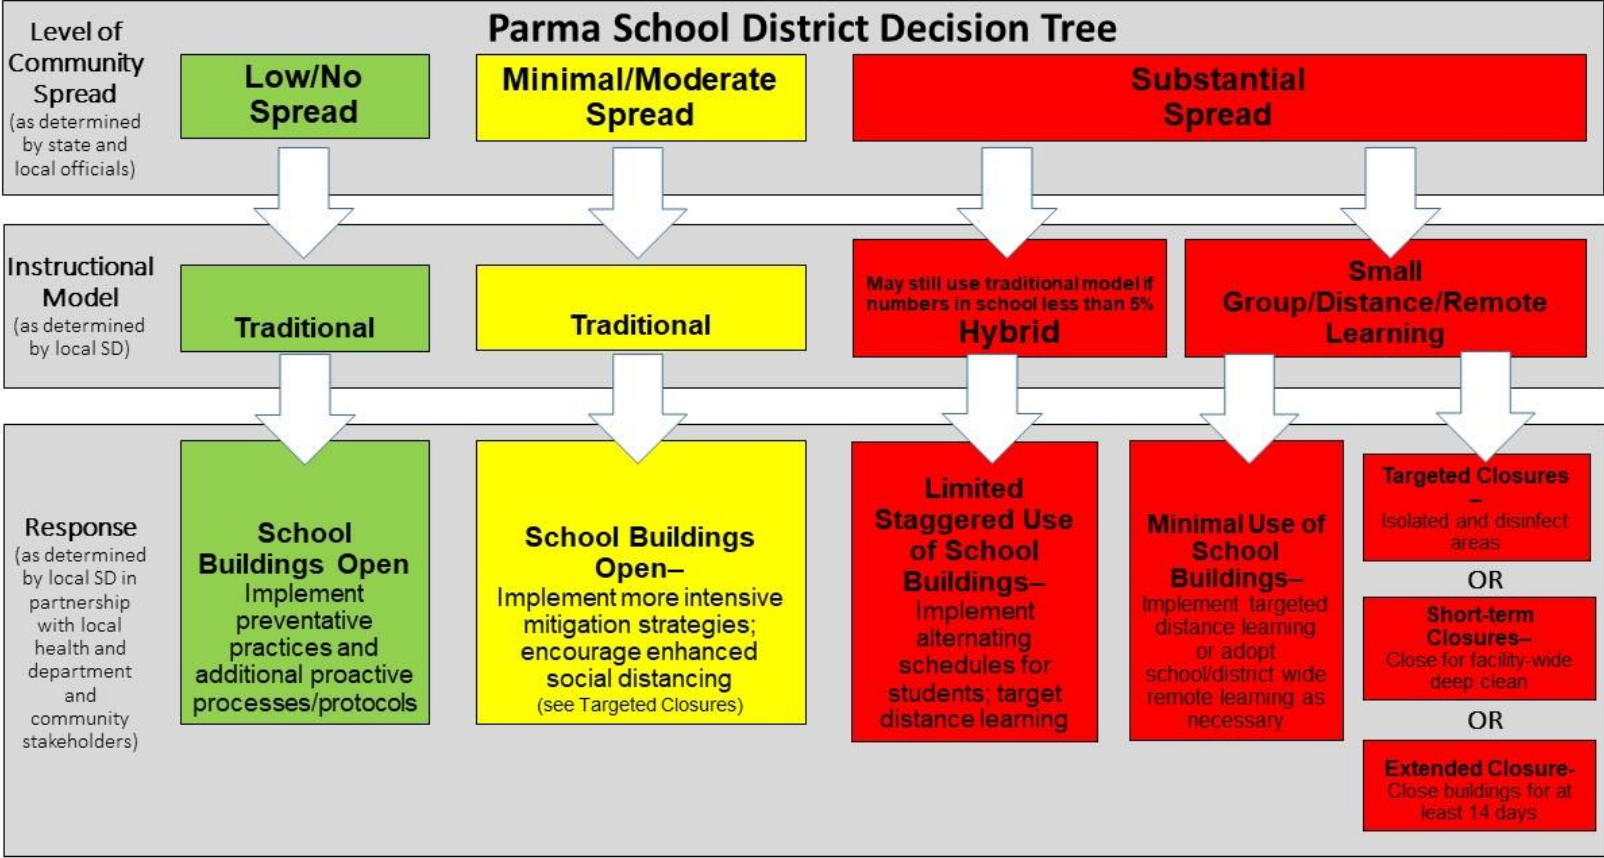 Parma School District Decision Tree
Level of
Community
Spread
(as determined
by state and
local officials)
Low/No
Spread
Minimal/Moderate
Spread
Substantial
Spread
Instructional
Model
(as determined
by local SD)
Traditional
Traditional
May still use traditional model if
numbers in school less than 5%
Hybrid
Small
Group/Distance/Remote
Learning
Response
(as determined
by local SD in
partnership
with local
health and
department
and
community
stakeholders)
School
Buildings Open
Implement
preventative
practices and
additional proactive
processes/protocols
School Buildings
Open–
Implement more intensive
mitigation strategies;
encourage enhanced
social distancing
(see Targeted Closures)
Limited
Staggered Use
of School
Buildings–
Implement
alternating
schedules for
students; target
distance learning
Minimal Use of
School
Buildings–
Implement targeted
distance learning
or adopt
school/district wide
remote learning as
necessary
Targeted Closures
–
Isolated and disinfect
areas
OR
Short-term
Closures–
Close for facility-wide
deep clean
OR
Extended Closure-
Close buildings for at
least 14 days